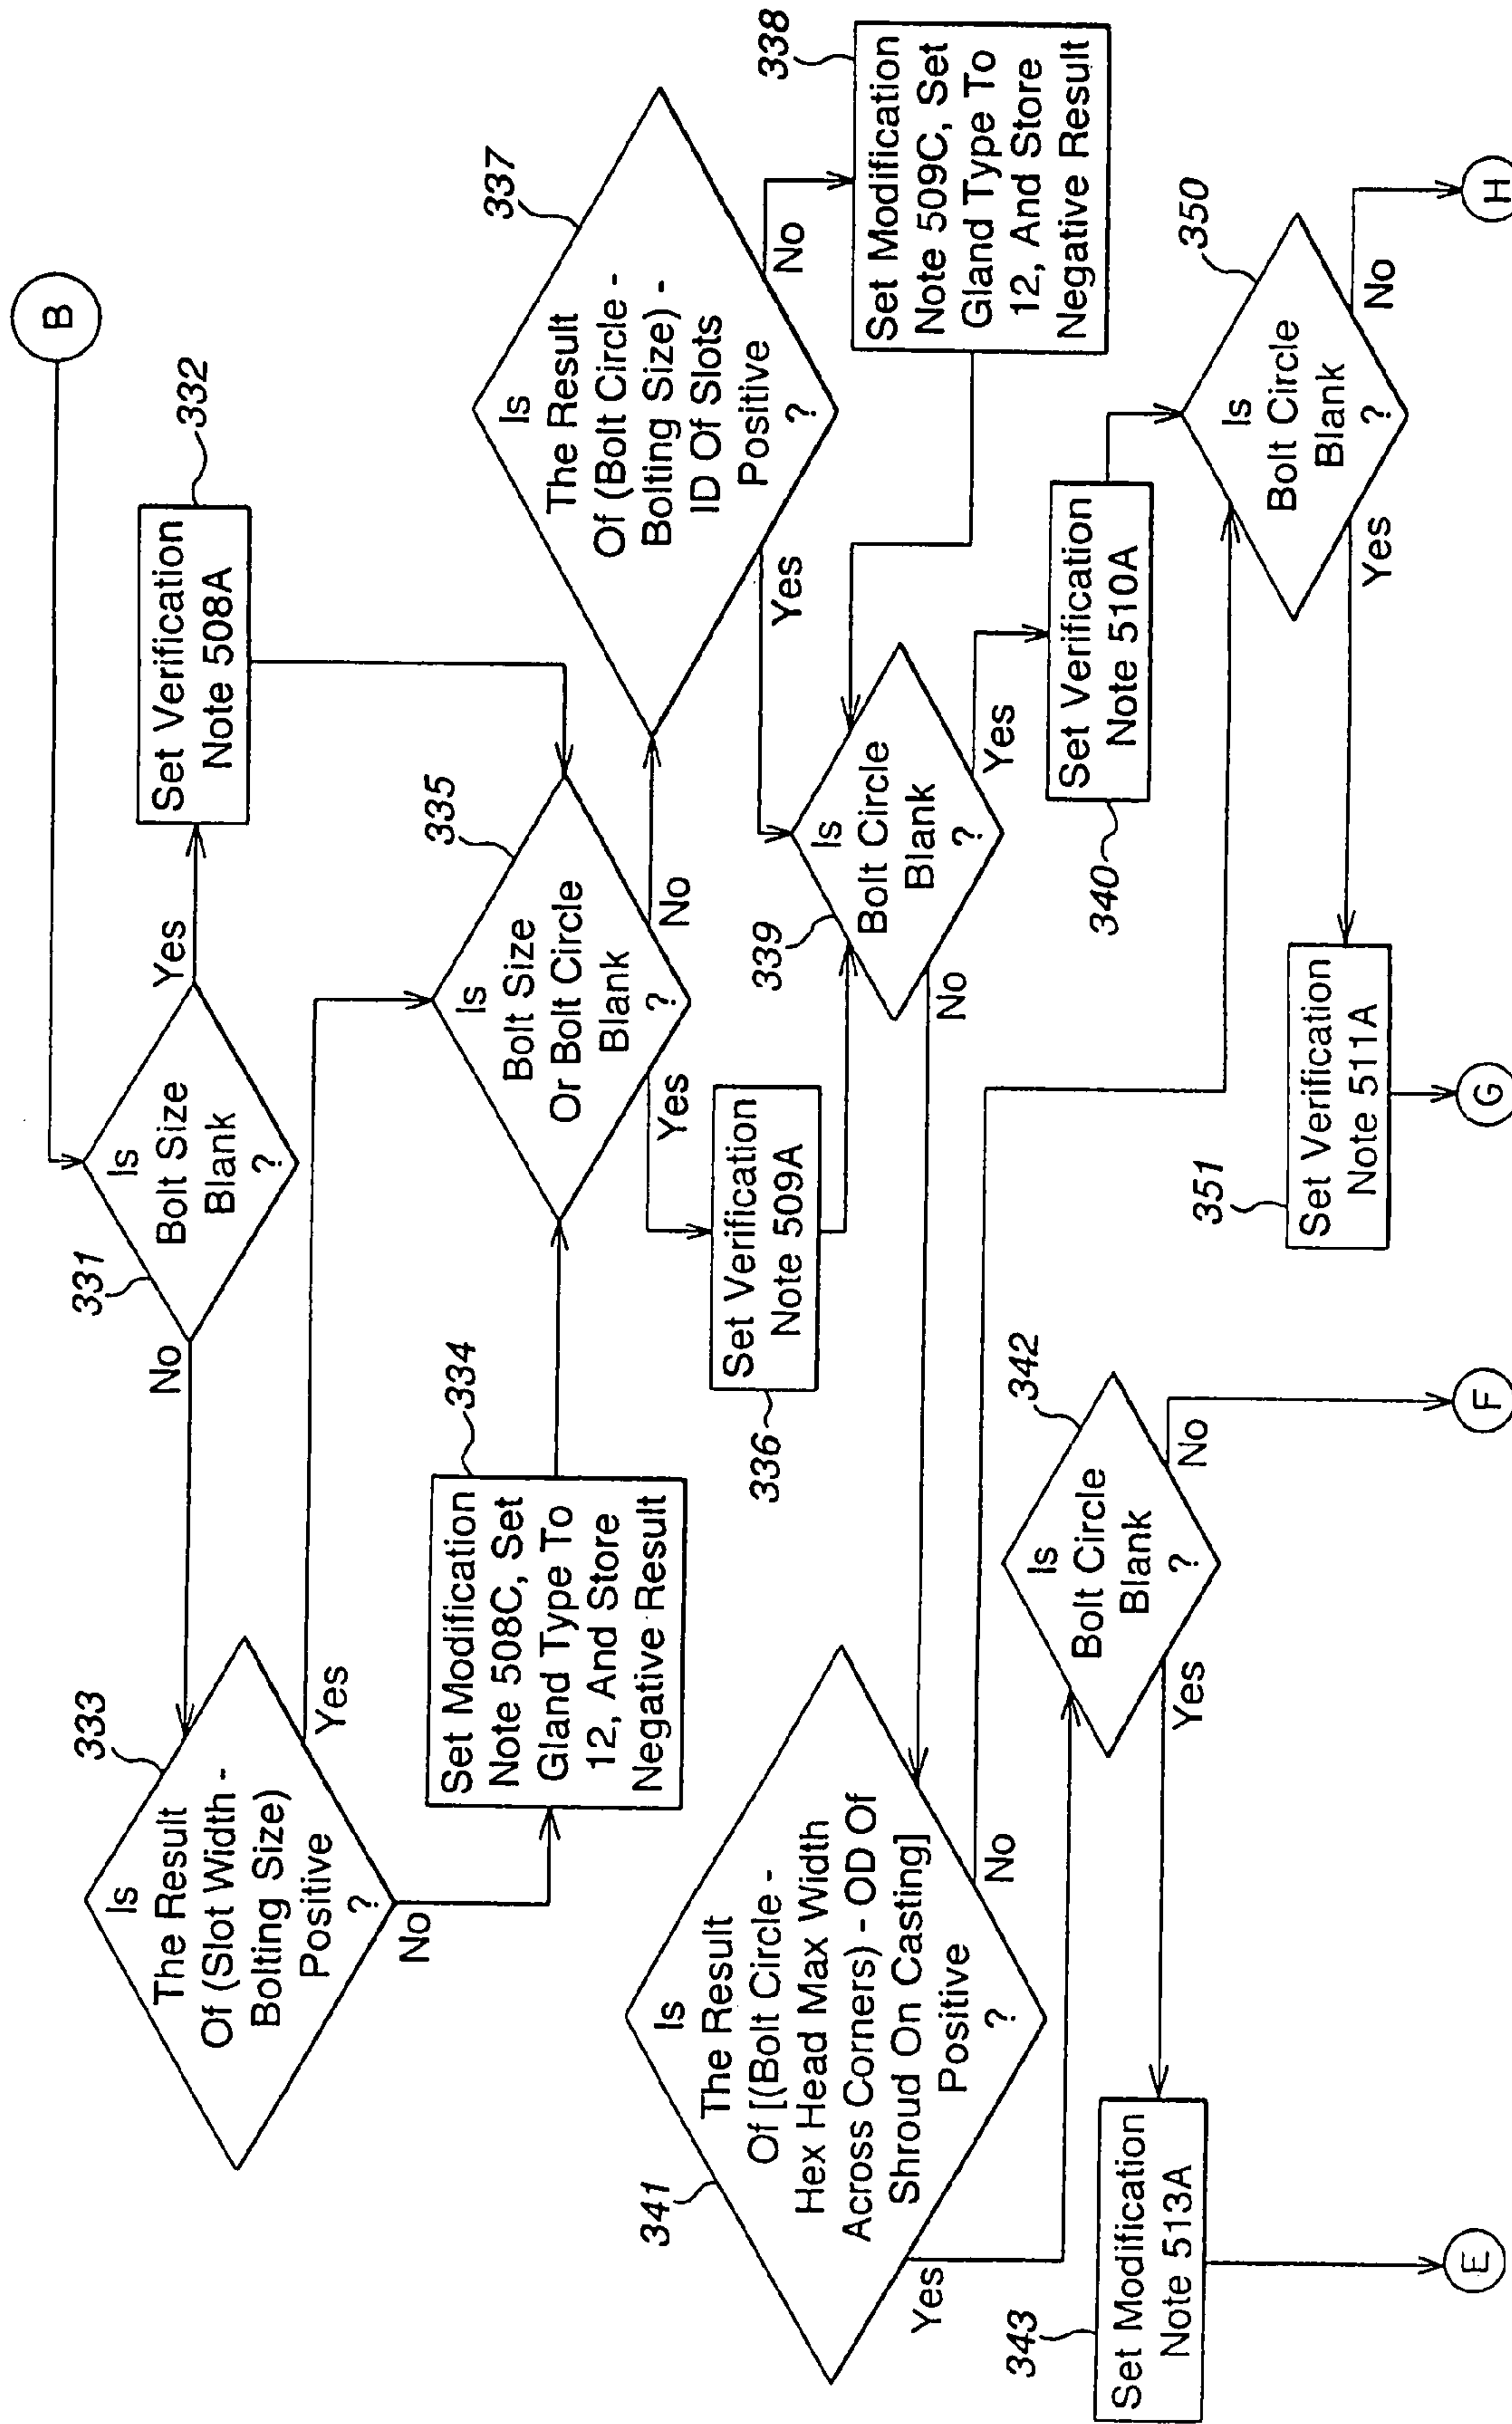 B
331
Is
Bolt Size
Blank
?
Yes
No
332
Set Verification
Note 508A
333
Is
The Result
Of (Slot Width -
Bolting Size)
Positive
?
Yes
No
334
Set Modification
Note 508C, Set
Gland Type To
12, And Store
Negative Result
335
Is
Bolt Size
Or Bolt Circle
Blank
?
Yes
No
336
Set Verification
Note 509A
337
Is
The Result
Of (Bolt Circle -
Bolting Size) -
ID Of Slots
Positive
?
Yes
No
338
Set Modification
Note 509C, Set
Gland Type To
12, And Store
Negative Result
339
Is
Bolt Circle
Blank
?
No
Yes
340
Set Verification
Note 510A
341
Is
The Result
Of [(Bolt Circle -
Hex Head Max Width
Across Corners) - OD Of
Shroud On Casting]
Positive
?
Yes
No
342
Is
Bolt Circle
Blank
?
Yes
No
343
Set Modification
Note 513A
350
Is
Bolt Circle
Blank
?
Yes
No
351
Set Verification
Note 511A
E
F
G
H